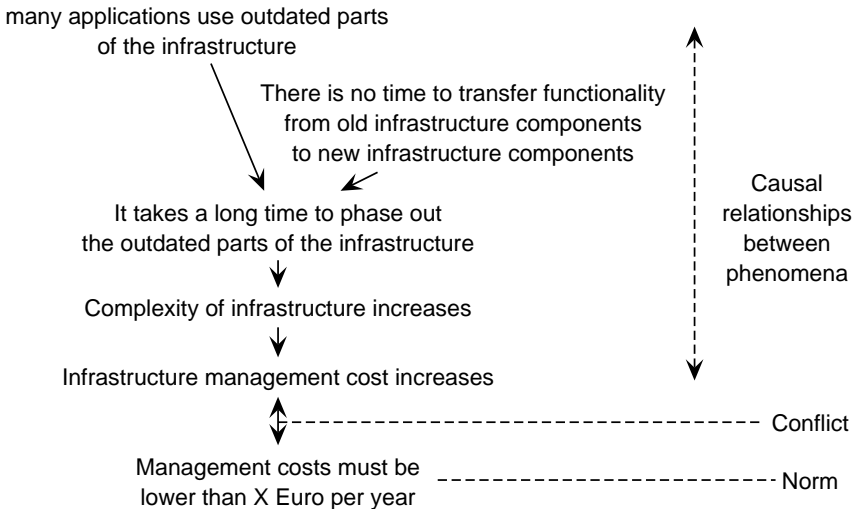 many applications use outdated parts
of the infrastructure
There is no time to transfer functionality
from old infrastructure components
to new infrastructure components
It takes a long time to phase out
the outdated parts of the infrastructure
Complexity of infrastructure increases
Infrastructure management cost increases
Causal
relationships
between
phenomena
Conflict
Management costs must be
lower than X Euro per year
Norm